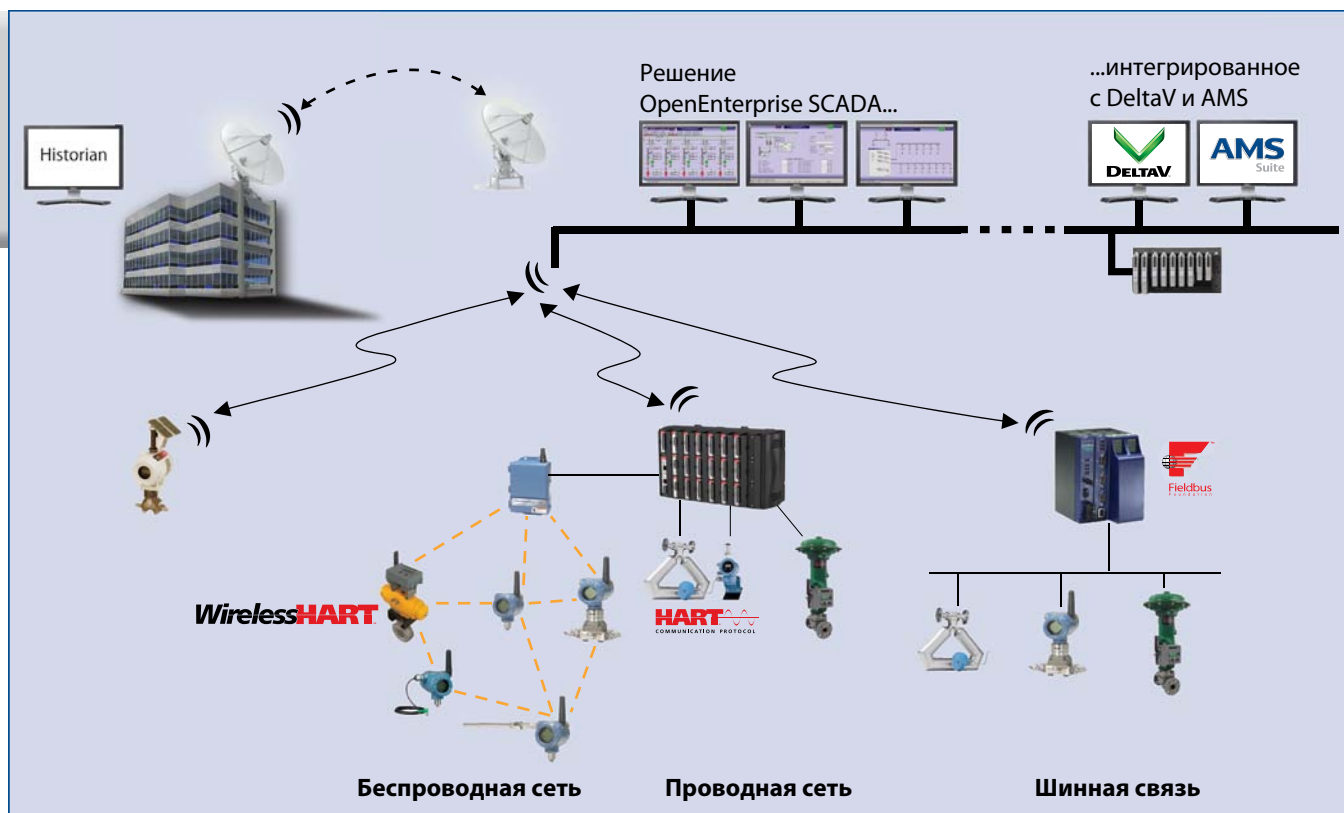 Historian
Решение
OpenEnterprise SCADA...
...интегрированное
с DeltaV и AMS
DELTAV
AMS
Suite
Fieldbus
Foundation
WirelessHART
HART
COMMUNICATION PROTOCOL
Беспроводная сеть
Проводная сеть
Шинная связь